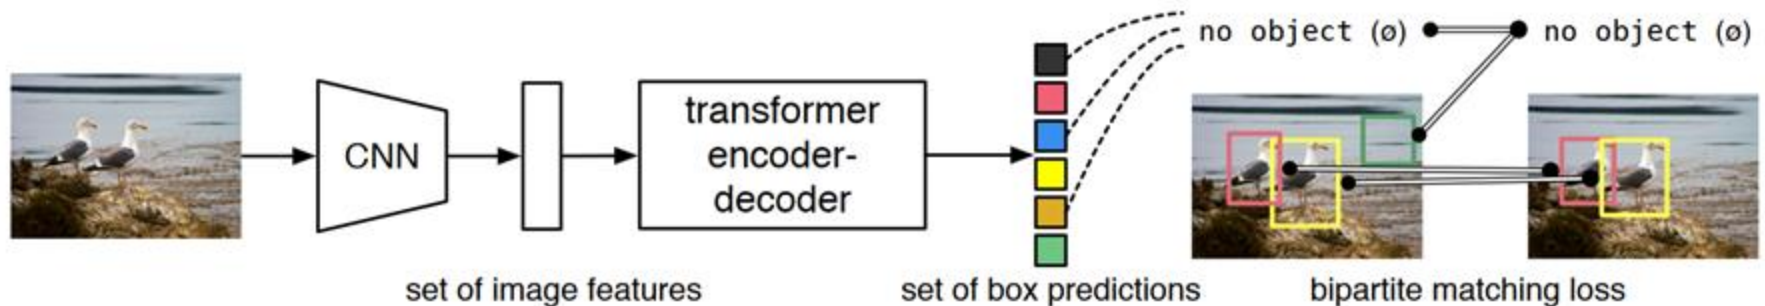 no object (ø)
no object (ø)
CNN
transformer
encoder-
decoder
set of image features
set of box predictions
bipartite matching loss